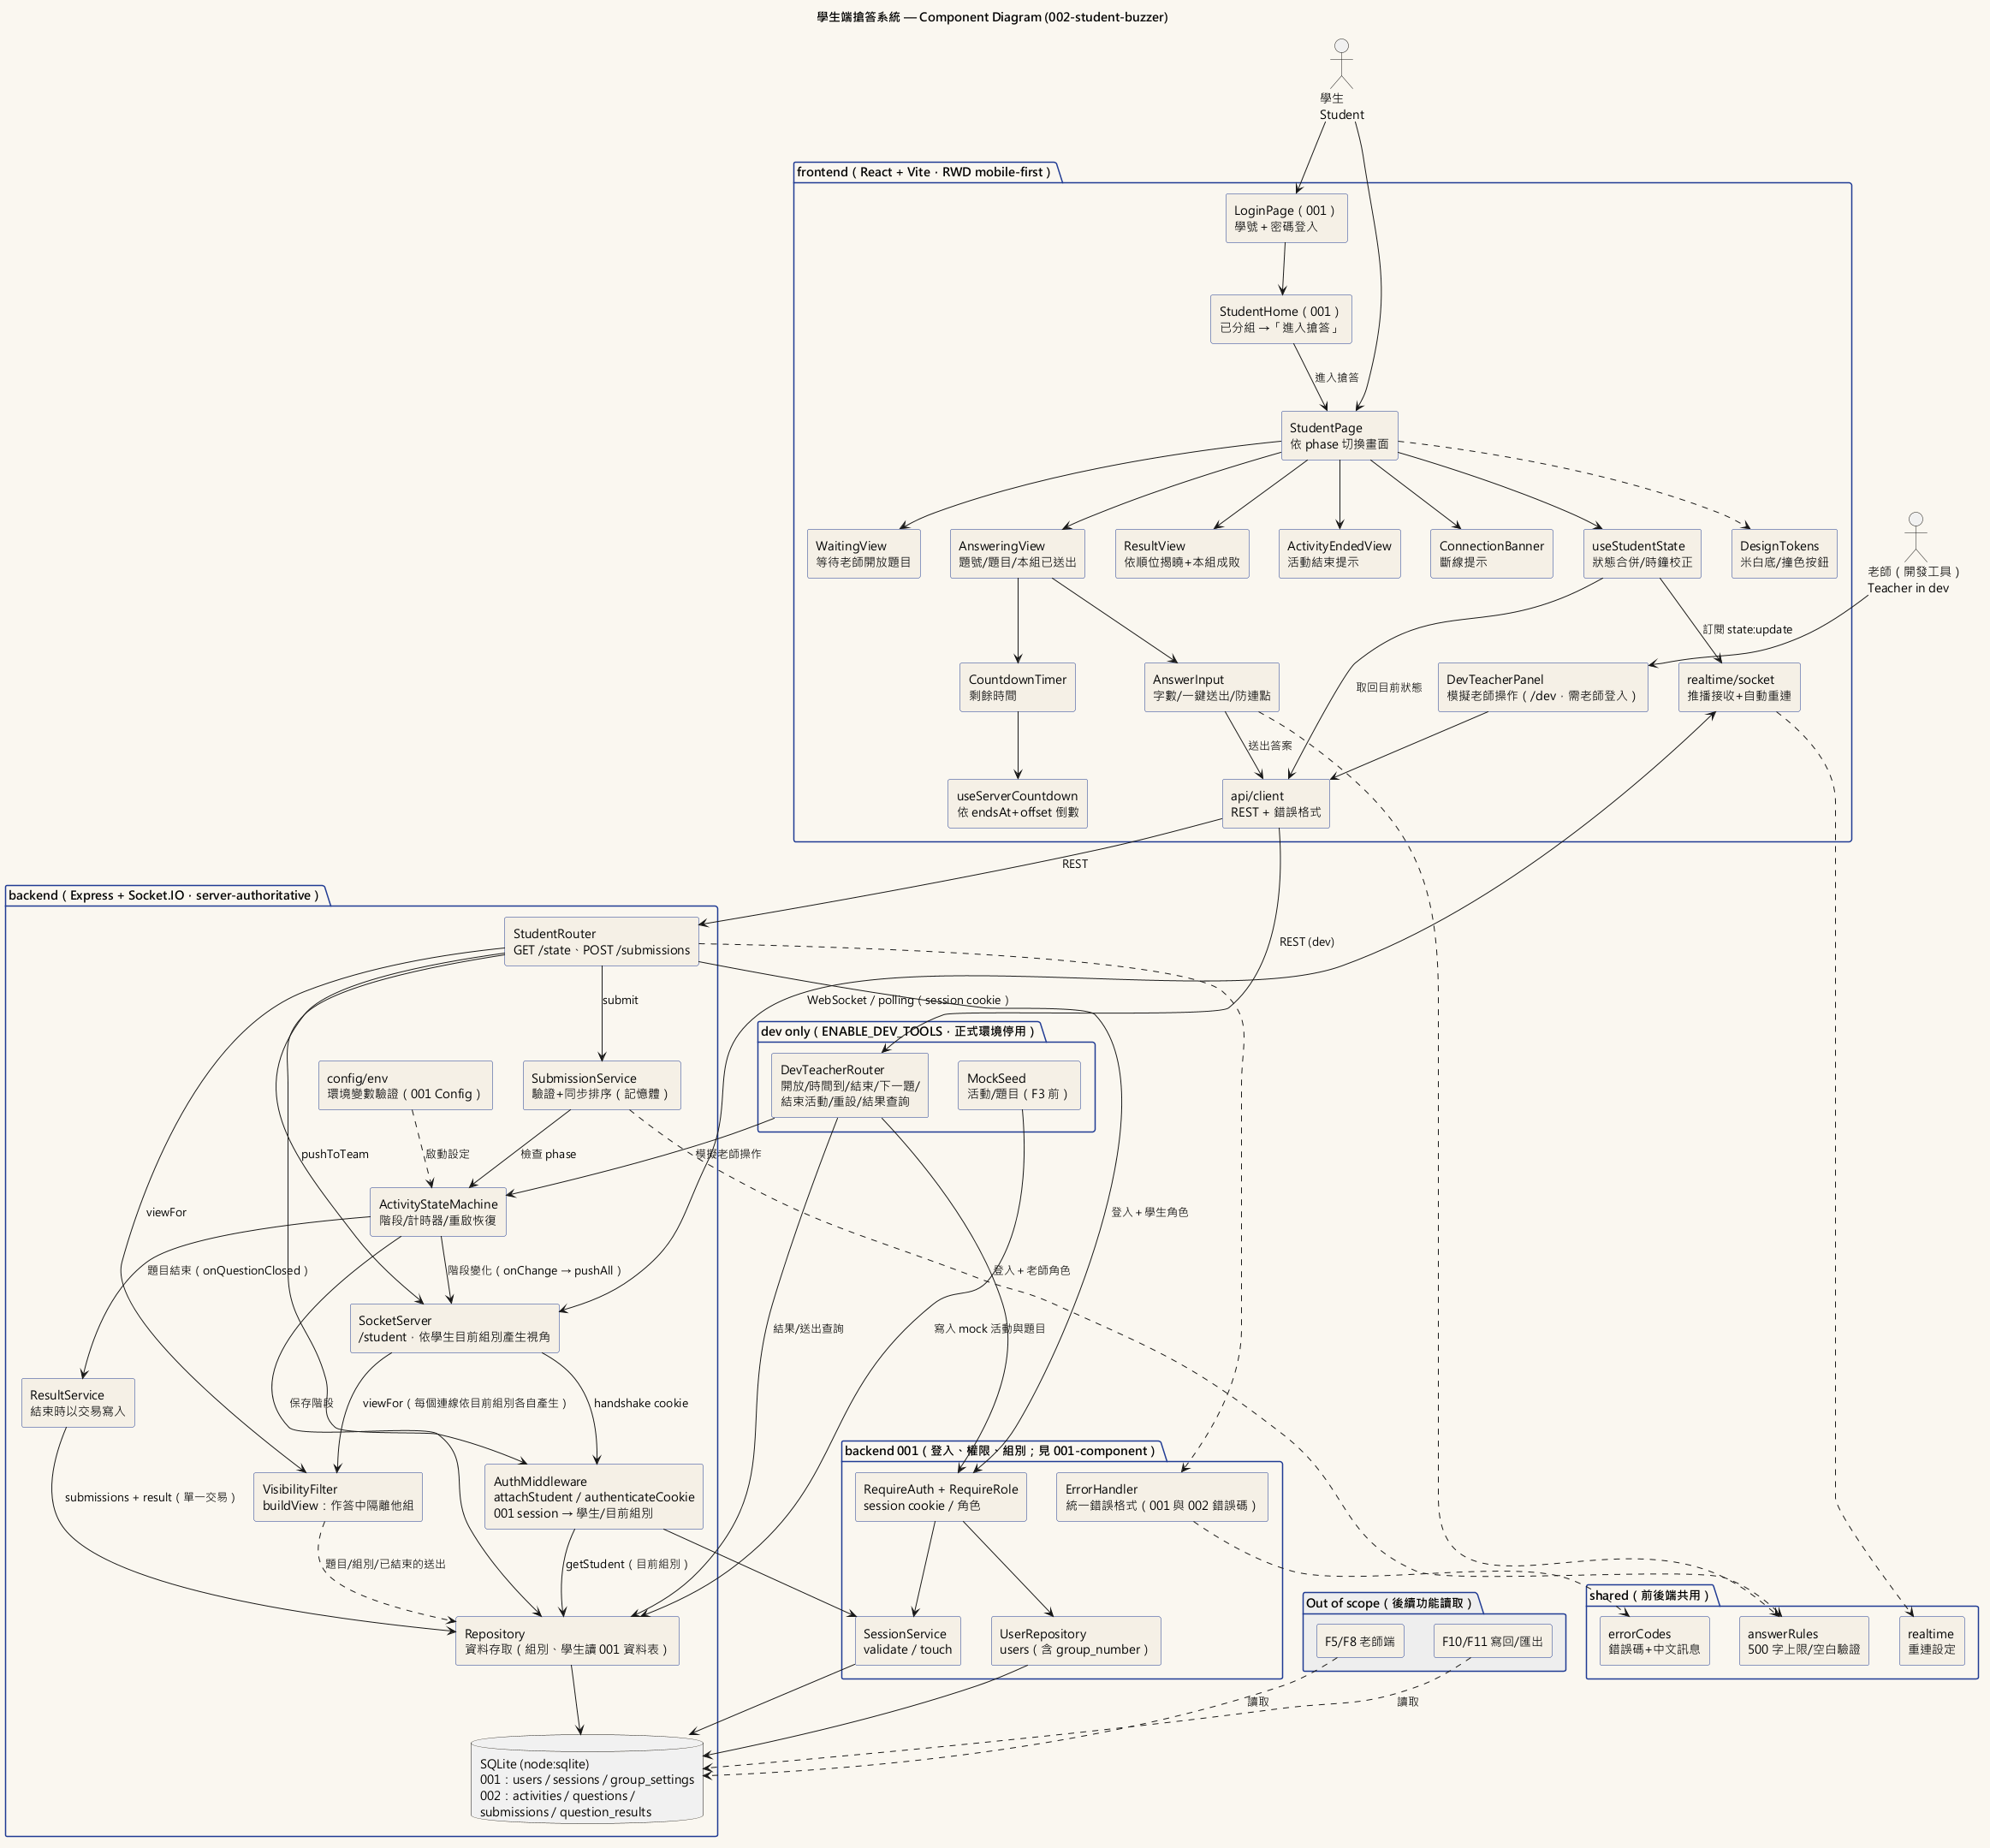 學生端搶答系統 — Component Diagram (002-student-buzzer)
學生
Student
frontend ( React + Vite · RWD mobile-first )
LoginPage ( 001 )
學號 + 密碼登入
StudentHome ( 001 )
已分組 →「進入搶答」
進入搶答
StudentPage
依 phase 切換畫面
WaitingView
等待老師開放題目
AnsweringView
題號/題目/本組已送出
ResultView
依順位揭曉+本組成敗
ActivityEndedView
活動結束提示
ConnectionBanner
斷線提示
useStudentState
狀態合併/時鐘校正
DesignTokens
米白底/撞色按鈕
老師 ( 開發工具 )
Teacher in dev
訂閱 state:update
CountdownTimer
剩餘時間
AnswerInput
字數/一鍵送出/防連點
取回目前狀態
DevTeacherPanel
模擬老師操作 ( /dev · 需老師登入 )
realtime/socket
推播接收+自動重連
送出答案
useServerCountdown
依 endsAt+offset 倒數
api/client
REST + 錯誤格式
REST
backend ( Express + Socket.IO · server-authoritative )
StudentRouter
GET /state、POST /submissions
REST (dev)
submit
WebSocket / polling ( session cookie )
dev only ( ENABLE_DEV_TOOLS · 正式環境停用 )
config/env
環境變數驗證 ( 001 Config )
SubmissionService
驗證+同步排序 ( 記憶體 )
DevTeacherRouter
開放/時間到/結束/下一題/
結束活動/重設/結果查詢
MockSeed
活動/題目 ( F3 前 )
pushToTeam
啟動設定
檢查 phase
模擬老師操作
ActivityStateMachine
階段/計時器/重啟恢復
viewFor
登入 + 學生角色
題目結束 ( onQuestionClosed )
階段變化 ( onChange → pushAll )
登入 + 老師角色
SocketServer
/student · 依學生目前組別產生視角
結果/送出查詢
寫入 mock 活動與題目
ResultService
結束時以交易寫入
保存階段
viewFor ( 每個連線依目前組別各自產生 )
handshake cookie
backend 001 ( 登入、權限、組別；見 001-component )
VisibilityFilter
buildView：作答中隔離他組
AuthMiddleware
attachStudent / authenticateCookie
001 session → 學生/目前組別
RequireAuth + RequireRole
session cookie / 角色
ErrorHandler
統一錯誤格式 ( 001 與 002 錯誤碼 )
submissions + result ( 單一交易 )
題目/組別/已結束的送出
getStudent ( 目前組別 )
Repository
資料存取 ( 組別、學生讀 001 資料表 )
SessionService
validate / touch
UserRepository
users ( 含 group_number )
Out of scope ( 後續功能讀取 )
F5/F8 老師端
F10/F11 寫回/匯出
shared ( 前後端共用 )
errorCodes
錯誤碼+中文訊息
answerRules
500 字上限/空白驗證
realtime
重連設定
讀取
讀取
SQLite (node:sqlite)
001：users / sessions / group_settings
002：activities / questions /
submissions / question_results